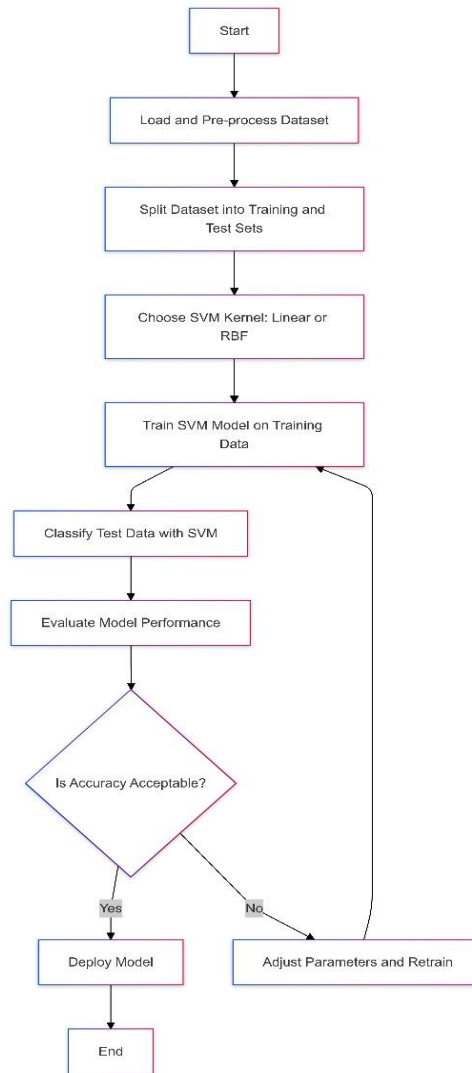 Start
Load and Pre-process Dataset
Split Dataset into Training and
Test Sets
Choose SVM Kernel: Linear or
RBF
Train SVM Model on Training
Data
Classify Test Data with SVM
Evaluate Model Performance
Is Accuracy Acceptable?
Yes
No
Deploy Model
Adjust Parameters and Retrain
End